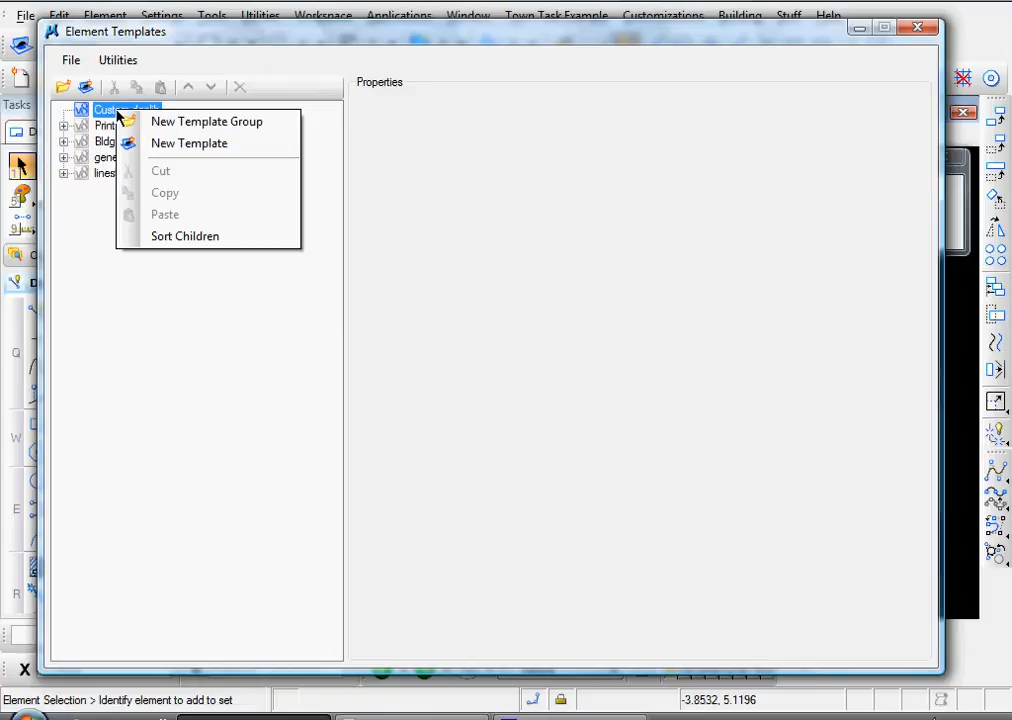 File Edit Element Settings Tools Utilities Workspace Applications Window Town Task Example Customizations Building Stuff Help
Element Templates
File Utilities
Properties
Tasks
New Template Group
New Template
Cut
Copy
Paste
Sort Children
Print
Bldg
gene
lines
D
D
Q
W
E
R
X
Element Selection > Identify element to add to set
-3.8532, 5.1196